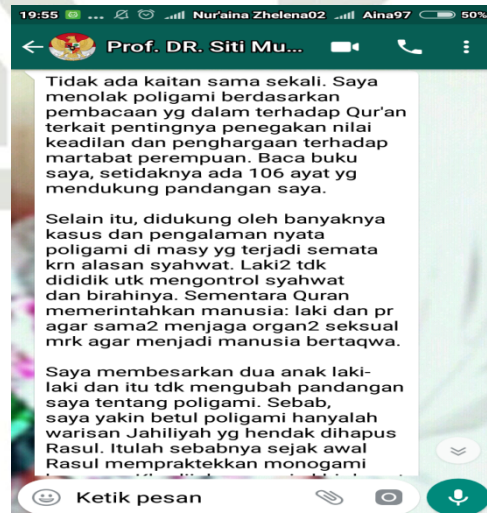 19:55 ... Nur'aina Zhelena02 Aina97 50%
Prof. DR. Siti Mu...
Tidak ada kaitan sama sekali. Saya
menolak poligami berdasarkan
pembacaan yg dalam terhadap Qur'an
terkait pentingnya penegakan nilai
keadilan dan penghargaan terhadap
martabat perempuan. Baca buku
saya, setidaknya ada 106 ayat yg
mendukung pandangan saya.
Selain itu, didukung oleh banyaknya
kasus dan pengalaman nyata
poligami di masy yg terjadi semata
krn alasan syahwat. Laki2 tdk
dididik utk mengontrol syahwat
dan birahinya. Sementara Quran
memerintahkan manusia: laki dan pr
agar sama2 menjaga organ2 seksual
mrk agar menjadi manusia bertaqwa.
Saya membesarkan dua anak laki-
laki dan itu tdk mengubah pandangan
saya tentang poligami. Sebab,
saya yakin betul poligami hanyalah
warisan Jahiliyah yg hendak dihapus
Rasul. Itulah sebabnya sejak awal
Rasul mempraktekkan monogami
Ketik pesan